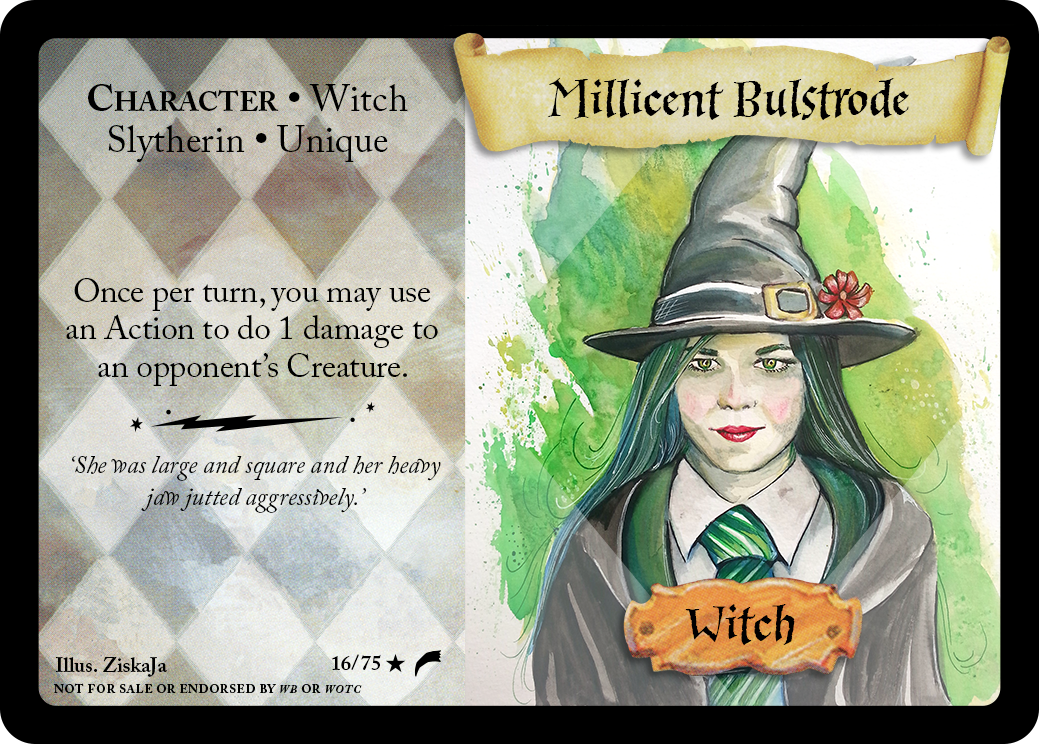 Millicent Bulstrode
CHARACTER • Witch
Slytherin • Unique
Once per turn, you may use
an Action to do 1 damage to
an opponent's Creature.
‘She was large and square and her heavy
jaw jutted aggressively.’
Witch
Illus. ZiskaJa
16/75 ★
NOT FOR SALE OR ENDORSED BY WB OR WOTC